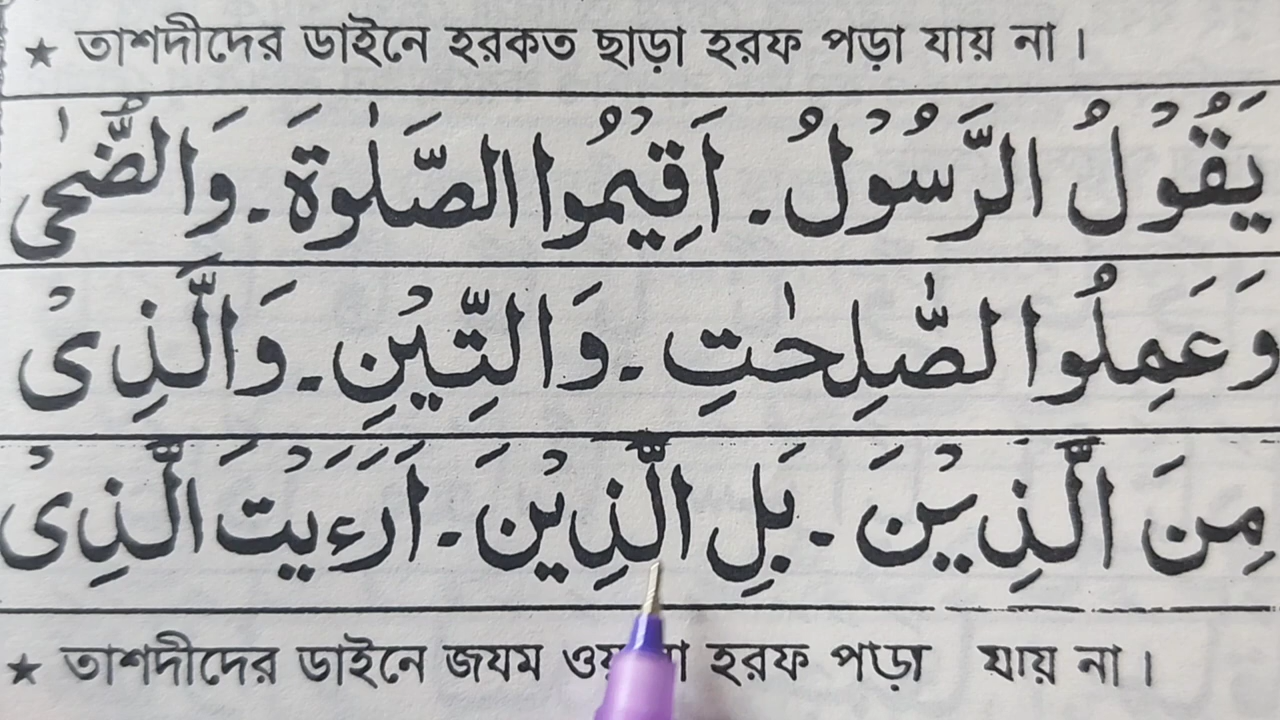 ★ তাশদীদের ডাইনে হরকত ছাড়া হরফ পড়া যায় না।
يَقُوْلُ الرَّسُوْلُ ۔ اَقِيْمُوا الصَّلٰوةَ ۔ وَالضُّحٰى
وَعَمِلُوا الصّٰلِحٰتِ ۔ وَالتِّيْنِ ۔ وَالَّذِىْ
مِنَ الَّذِيْنَ ۔ بَلِ الَّذِيْنَ ۔ اَرَءَيْتَ الَّذِىْ
★ তাশদীদের ডাইনে জযম হরফ পড়া যায় না।